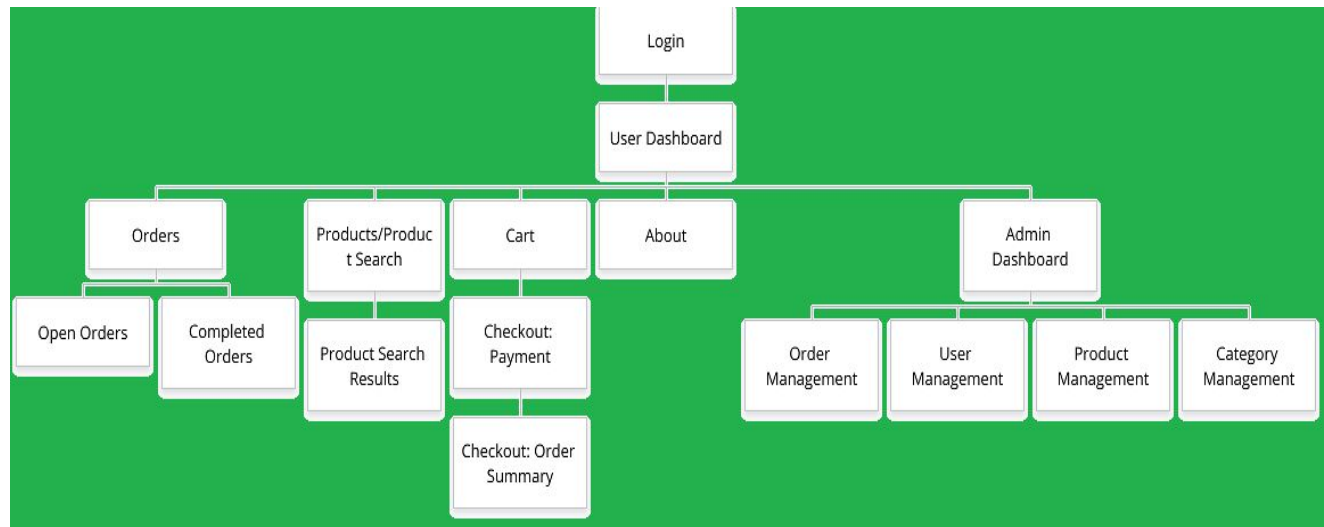 Login
User Dashboard
Orders
Products/Produc
t Search
Cart
About
Admin
Dashboard
Open Orders
Completed
Orders
Product Search
Results
Checkout:
Payment
Order
Management
User
Management
Product
Management
Category
Management
Checkout: Order
Summary